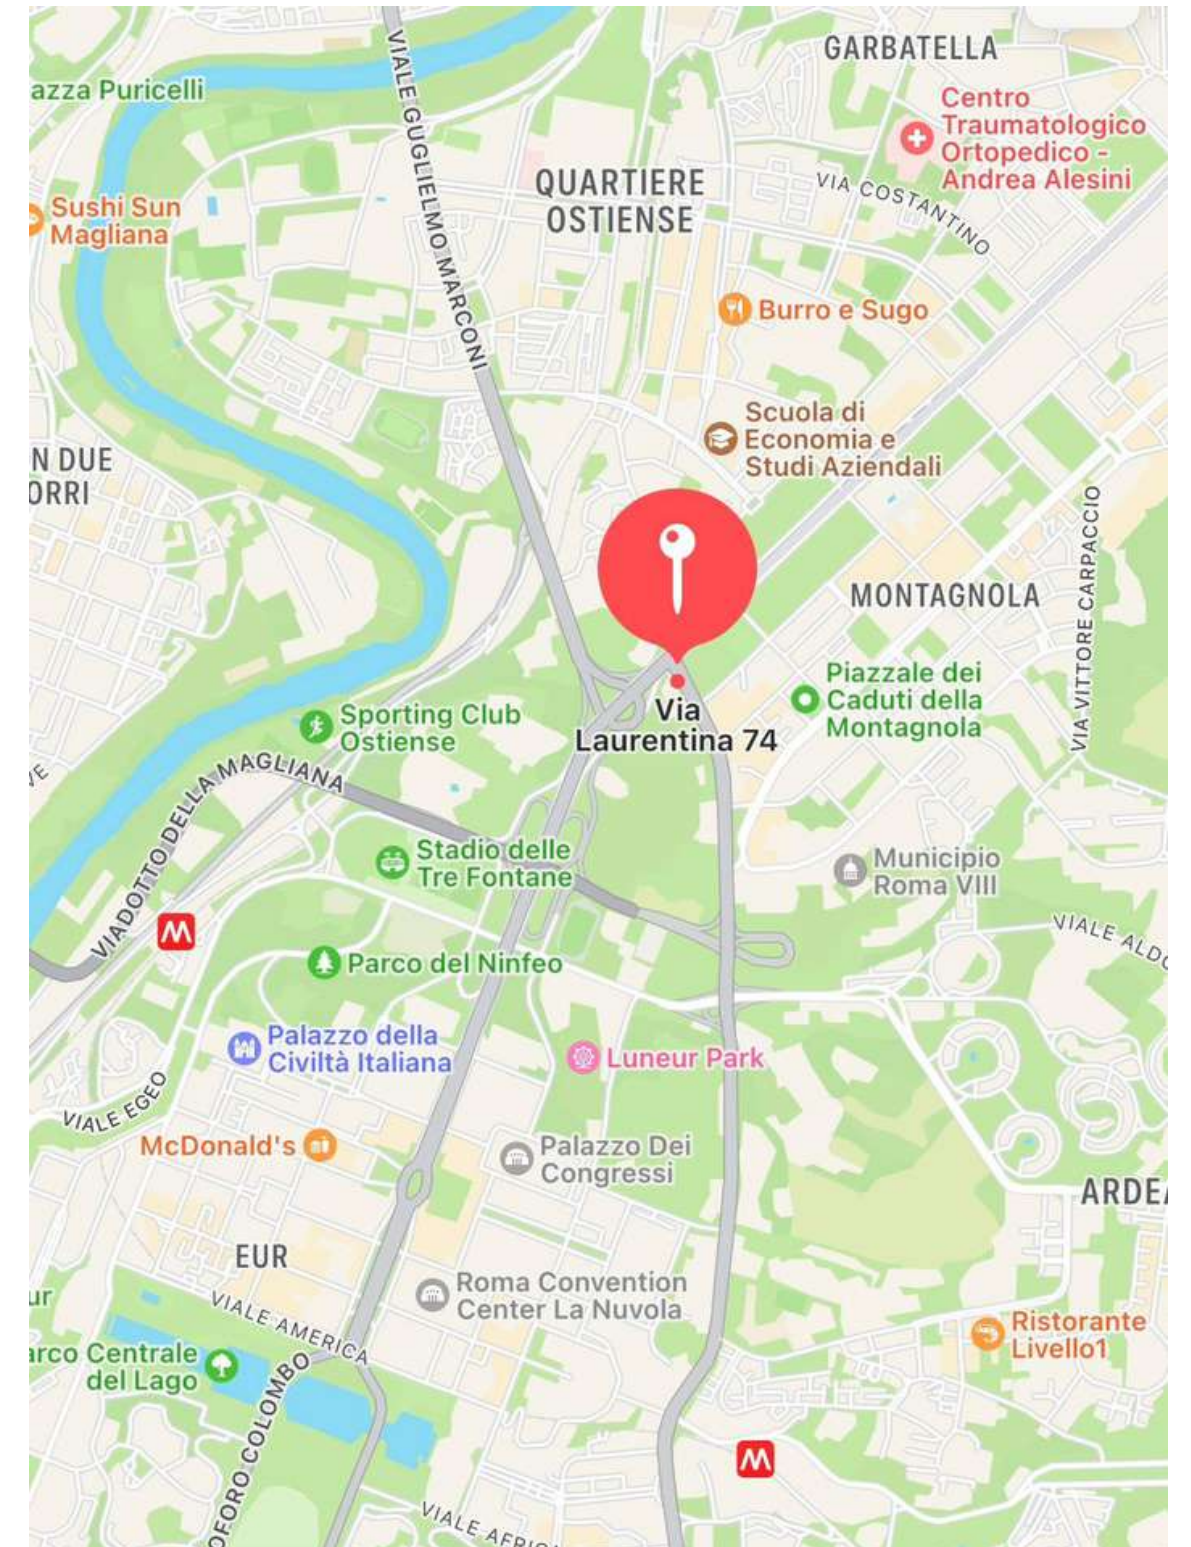 GARBATELLA
azza Puricelli
VIALE GUGLIELMO MARCONI
Centro
Traumatologico
Ortopedico -
Andrea Alesini
QUARTIERE
OSTIENSE
VIA COSTANTINO
Sushi Sun
Magliana
Burro e Sugo
Scuola di
Economia e
Studi Aziendali
N DUE
ORRI
VIA VITTORE CARPACCIO
MONTAGNOLA
Piazzale dei
Caduti della
Montagnola
Via
Laurentina 74
Sporting Club
Ostiense
VE
VIADOTTO DELLA MAGLIANA
Stadio delle
Tre Fontane
Municipio
Roma VIII
VIALE ALDO
M
Parco del Ninfeo
Palazzo della
Civiltà Italiana
Luneur Park
VIALE EGEO
McDonald's
Palazzo Dei
Congressi
ARDEA
EUR
Roma Convention
Center La Nuvola
ur
VIALE AMERICA
Ristorante
Livello1
arco Centrale
del Lago
OFORO COLOMBO
M
VIALE AFRIC